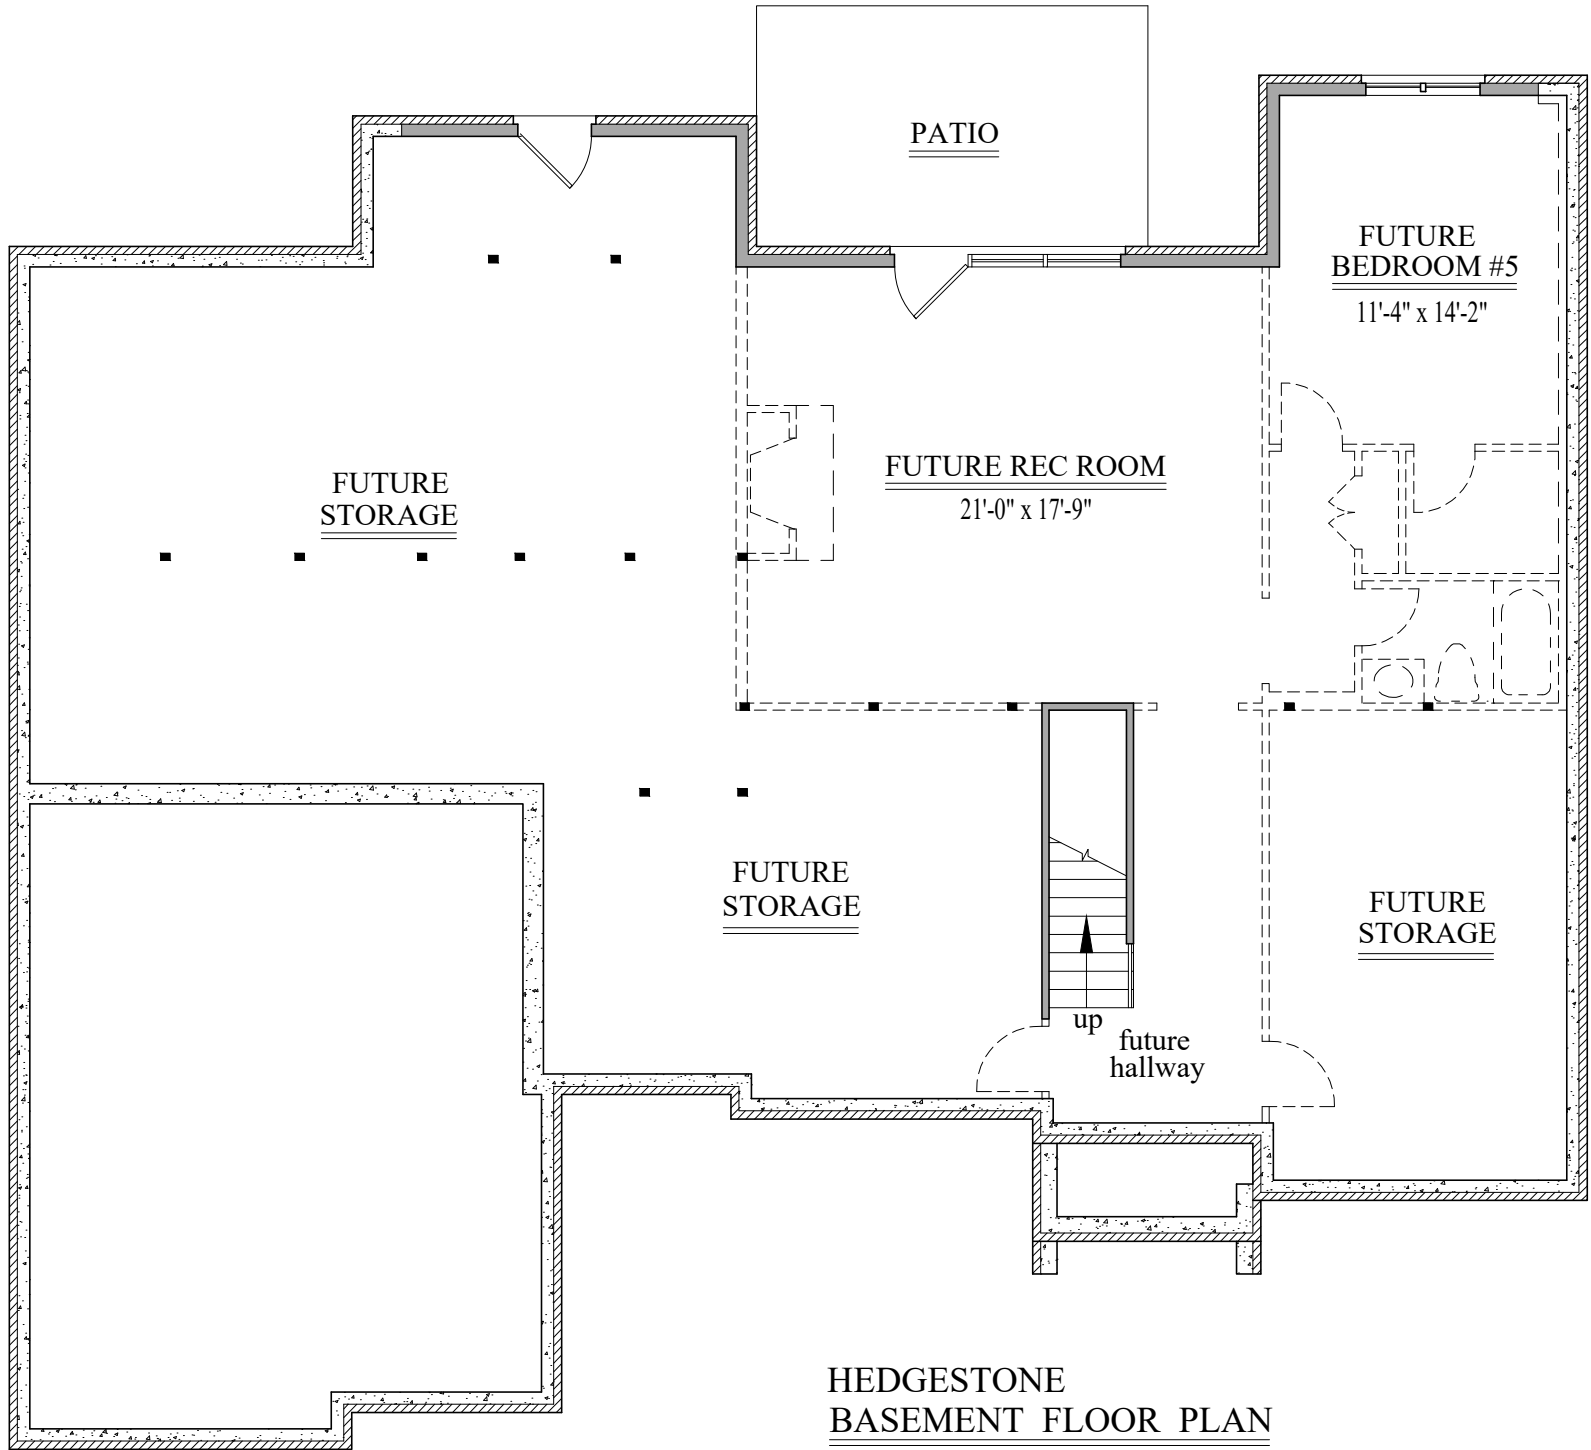 PATIO
FUTURE
BEDROOM #5
11'-4" x 14'-2"
FUTURE REC ROOM
21'-0" x 17'-9"
FUTURE
STORAGE
FUTURE
STORAGE
FUTURE
STORAGE
up
future
hallway
HEDGESTONE
BASEMENT FLOOR PLAN